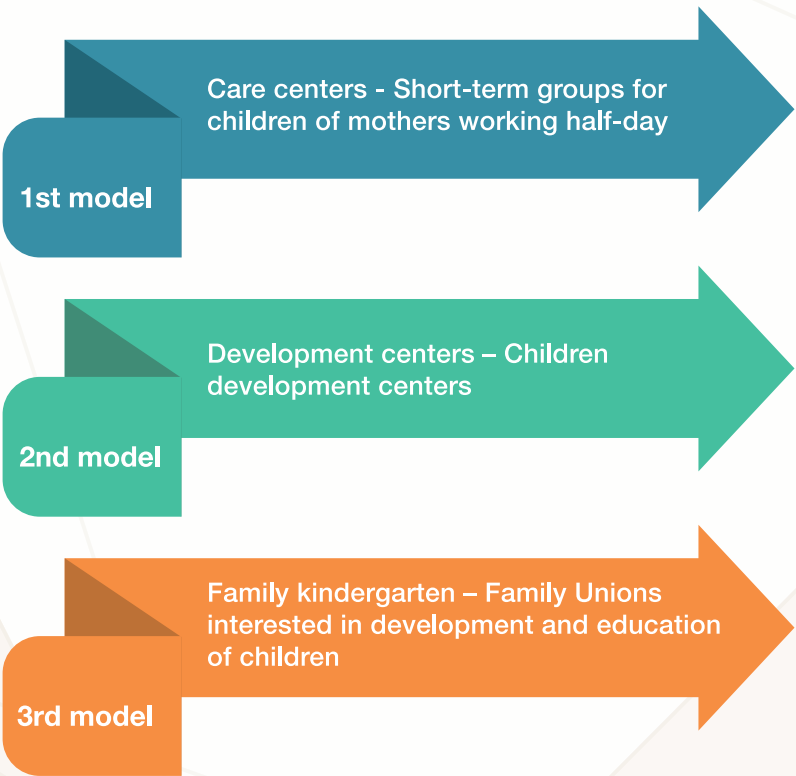 Care centers - Short-term groups for
children of mothers working half-day
1st model
Development centers – Children
development centers
2nd model
Family kindergarten – Family Unions
interested in development and education
of children
3rd model